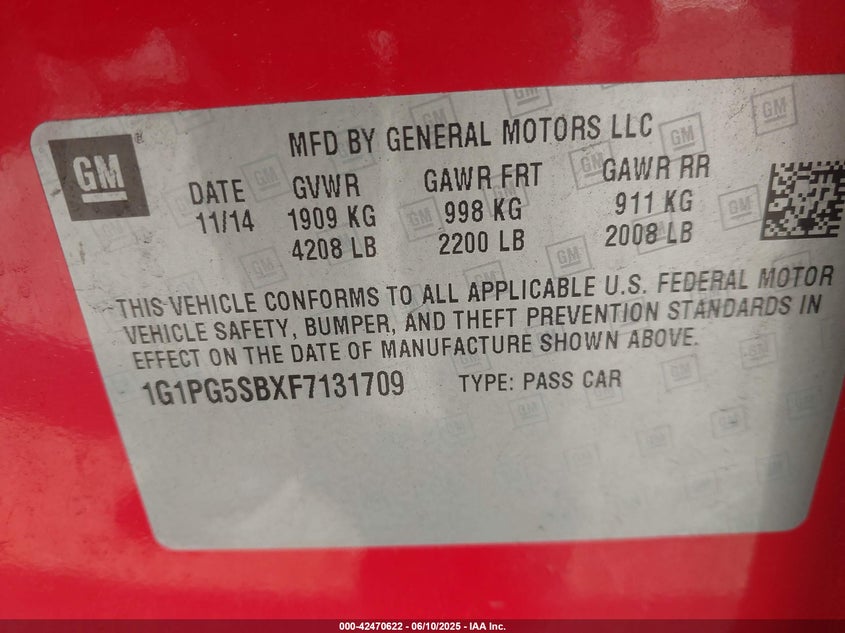 GM
MFD BY GENERAL MOTORS LLC
DATE GVWR GAWR FRT GAWR RR
11/14 1909 KG 998 KG 911 KG
4208 LB 2200 LB 2008 LB
THIS VEHICLE CONFORMS TO ALL APPLICABLE U.S. FEDERAL MOTOR
VEHICLE SAFETY, BUMPER, AND THEFT PREVENTION STANDARDS IN
EFFECT ON THE DATE OF MANUFACTURE SHOWN ABOVE.
1G1PG5SBXF7131709 TYPE: PASS CAR
000-42470622 - 06/10/2025 - IAA Inc.